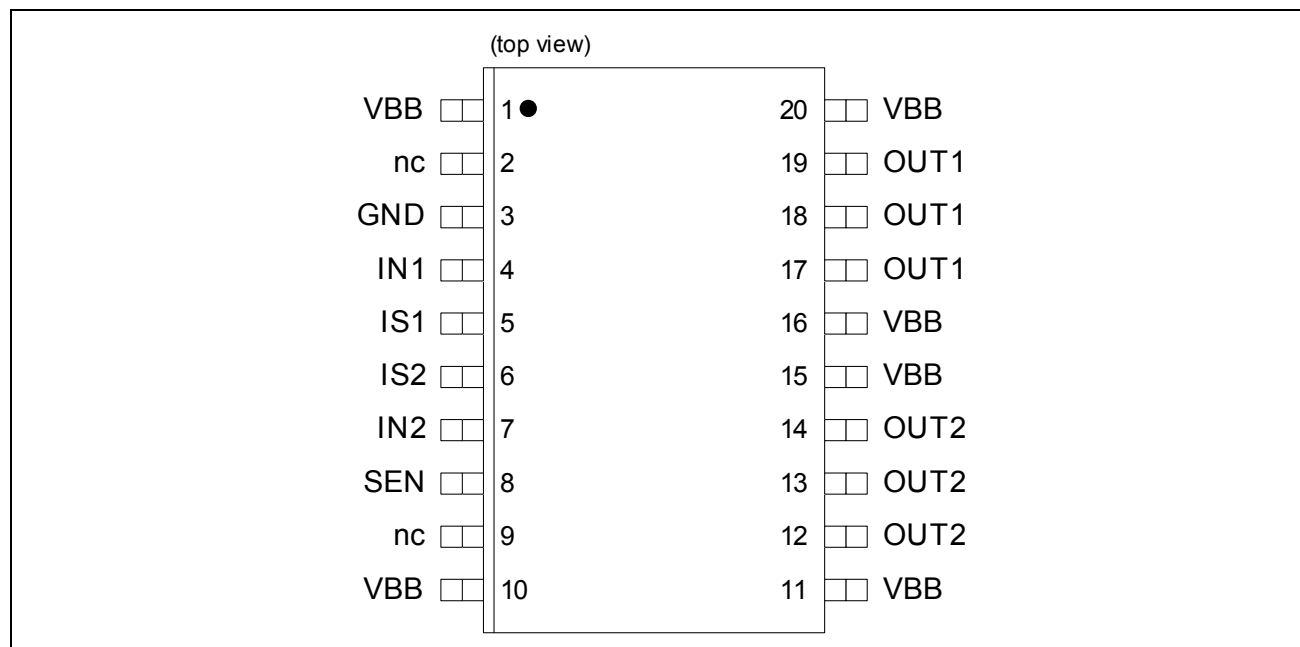 (top view)
VBB 1 20 VBB
nc 2 19 OUT1
GND 3 18 OUT1
IN1 4 17 OUT1
IS1 5 16 VBB
IS2 6 15 VBB
IN2 7 14 OUT2
SEN 8 13 OUT2
nc 9 12 OUT2
VBB 10 11 VBB